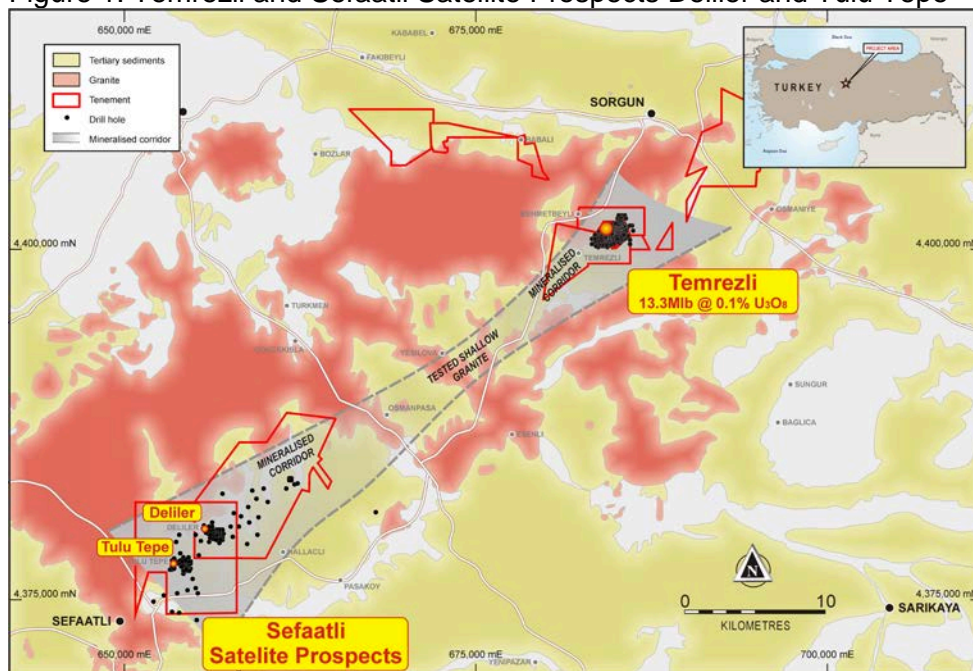 Figure 1: Temrezli and Sefaatli Satellite Prospects Deliler and Tulu Tepe
650,000 mE
675,000 mE
KABABEL
FAKIBEYLI
Tertiary sediments
Granite
Tenement
Drill hole
Mineralised corridor
SORGUN
BABALI
BOZLAR
Black Sea
PROJECT AREA
TURKEY
OSMANIYE
4,400,000 mN
4,400,000 mN
TEMREZLI
MINERALISED
CORRIDOR
Temrezli
13.3Mlb @ 0.1% U3O8
TURKMEN
YESILOVA
TESTED SHALLOW
GRANITE
SUNGUR
OSMANPASA
BAGLICA
ESENLI
MINERALISED
CORRIDOR
Deliler
DELILER
Tulu Tepe
TULU TEPE
HALLACLI
PASAKOY
N
4,375,000 mN
4,375,000 mN
SEFAATLI
0
10
KILOMETRES
SARIKAYA
Sefaatli
Satelite Prospects
650,000 mE
YENIPAZAR
675,000 mE
700,000 mE